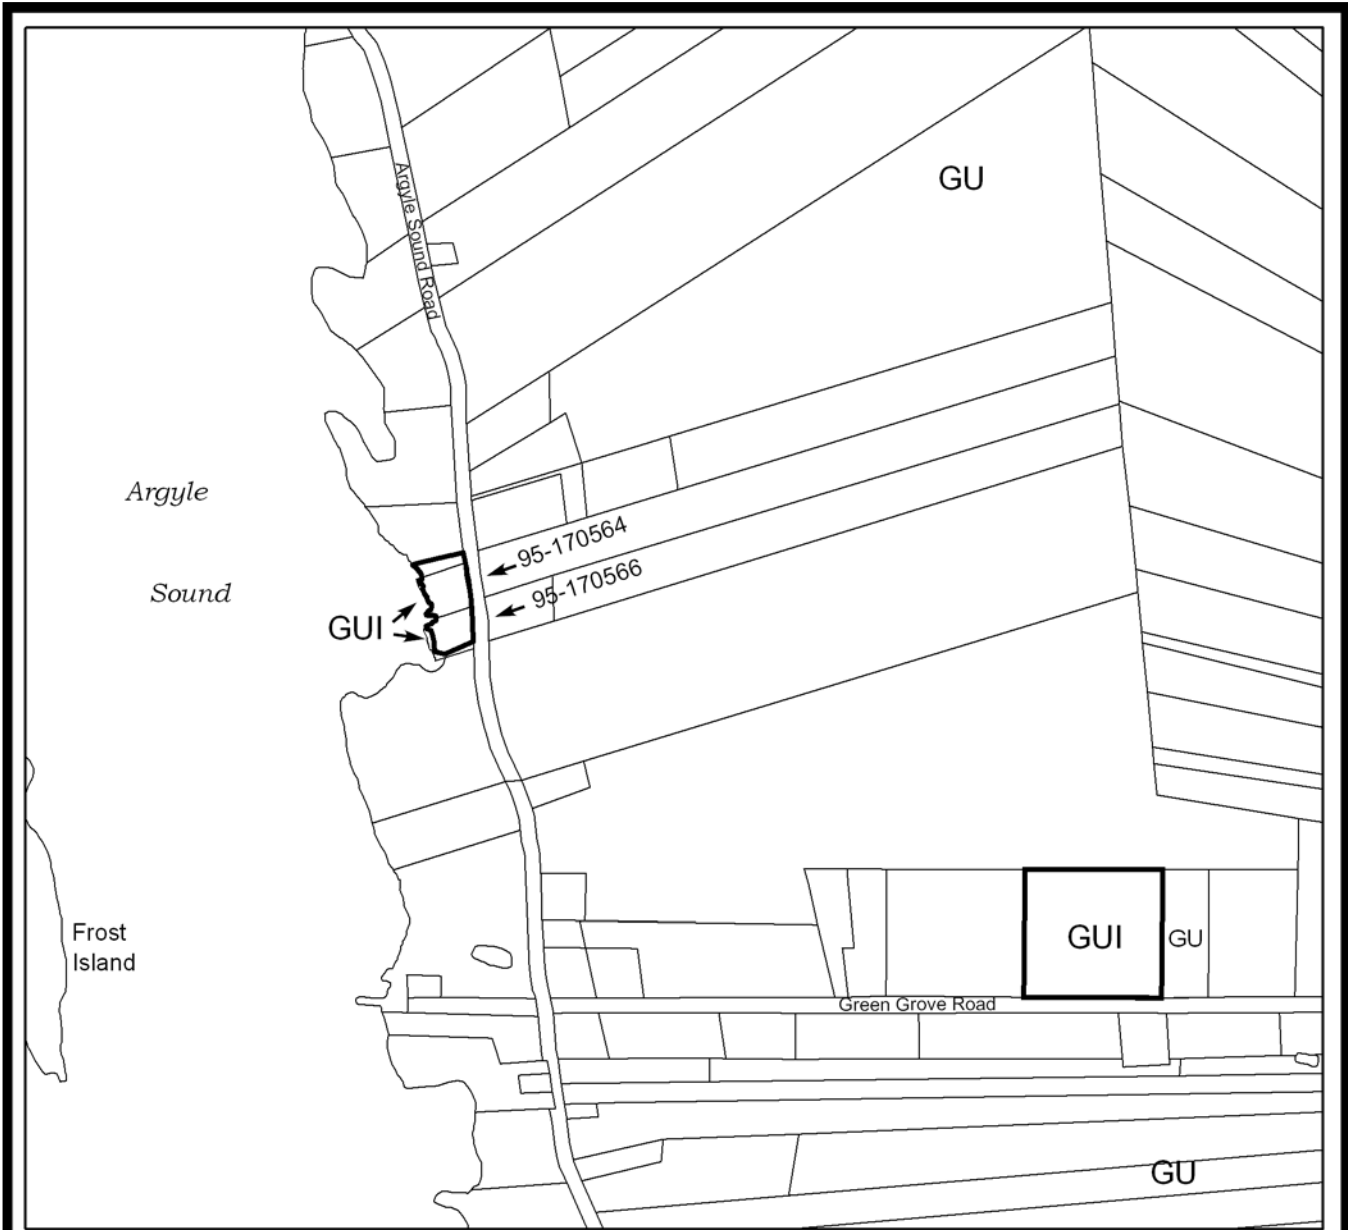 GU
Argyle Sound Road
Argyle
95-170564
95-170566
Sound
GUI
Frost
Island
GUI
GU
Green Grove Road
GU